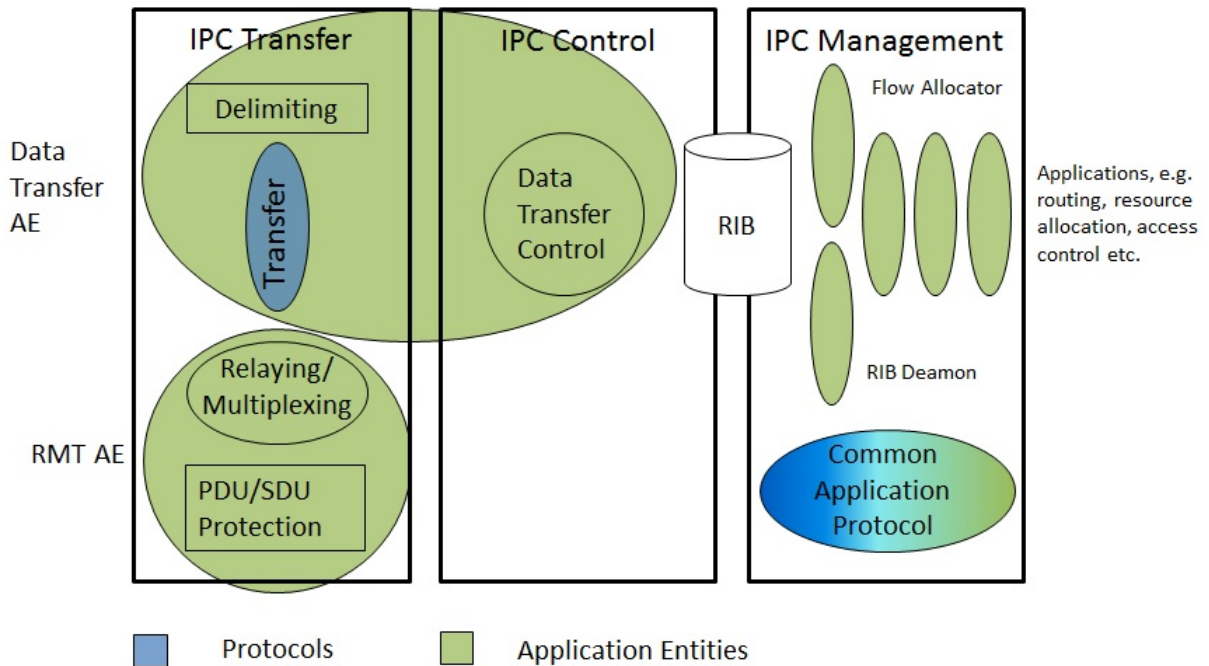 IPC Transfer
IPC Control
IPC Management
Delimiting
Flow Allocator
Data
Transfer
AE
Transfer
Data
Transfer
Control
RIB
Applications, e.g.
routing, resource
allocation, access
control etc.
Relaying/
Multiplexing
RIB Deamon
RMT AE
PDU/SDU
Protection
Common
Application
Protocol
Protocols
Application Entities